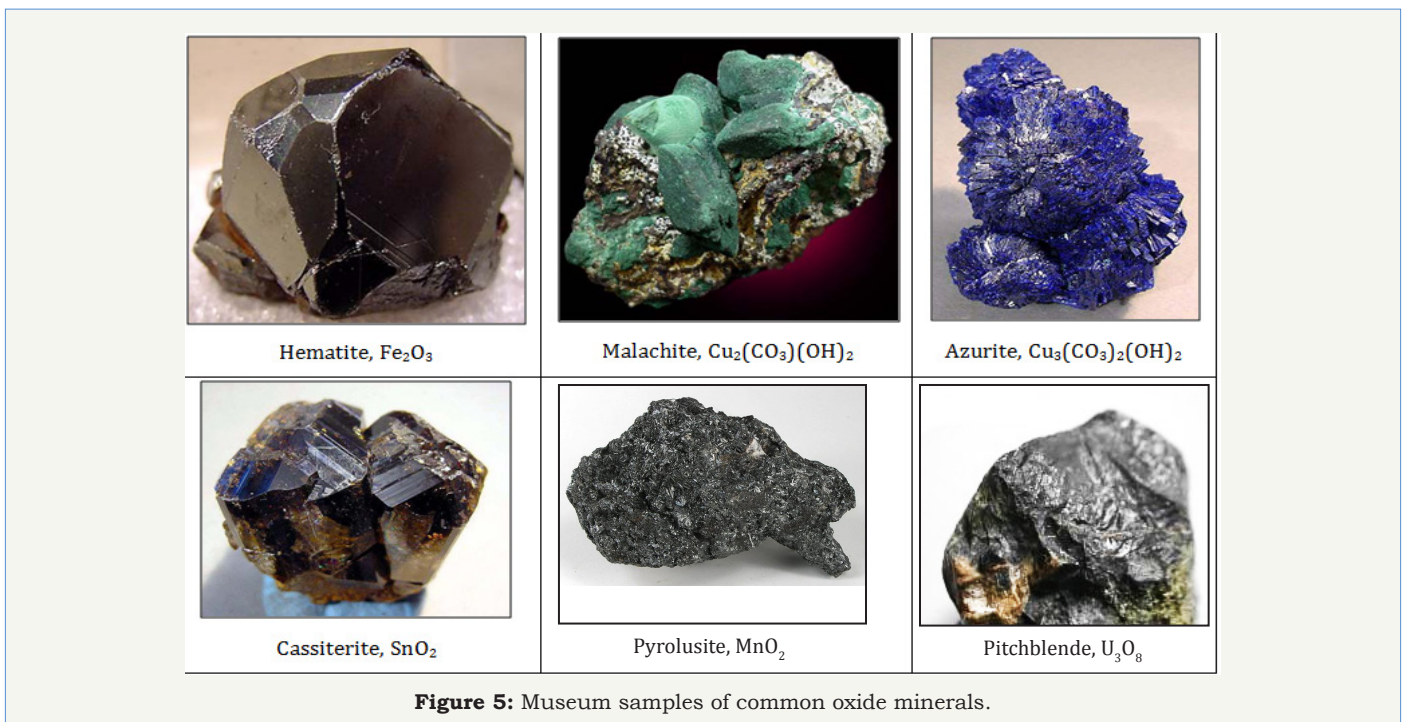 Hematite, Fe₂O₃
Malachite, Cu₂(CO₃)(OH)₂
Azurite, Cu₃(CO₃)₂(OH)₂
Cassiterite, SnO₂
Pyrolusite, MnO₂
Pitchblende, U₃O₈
Figure 5: Museum samples of common oxide minerals.